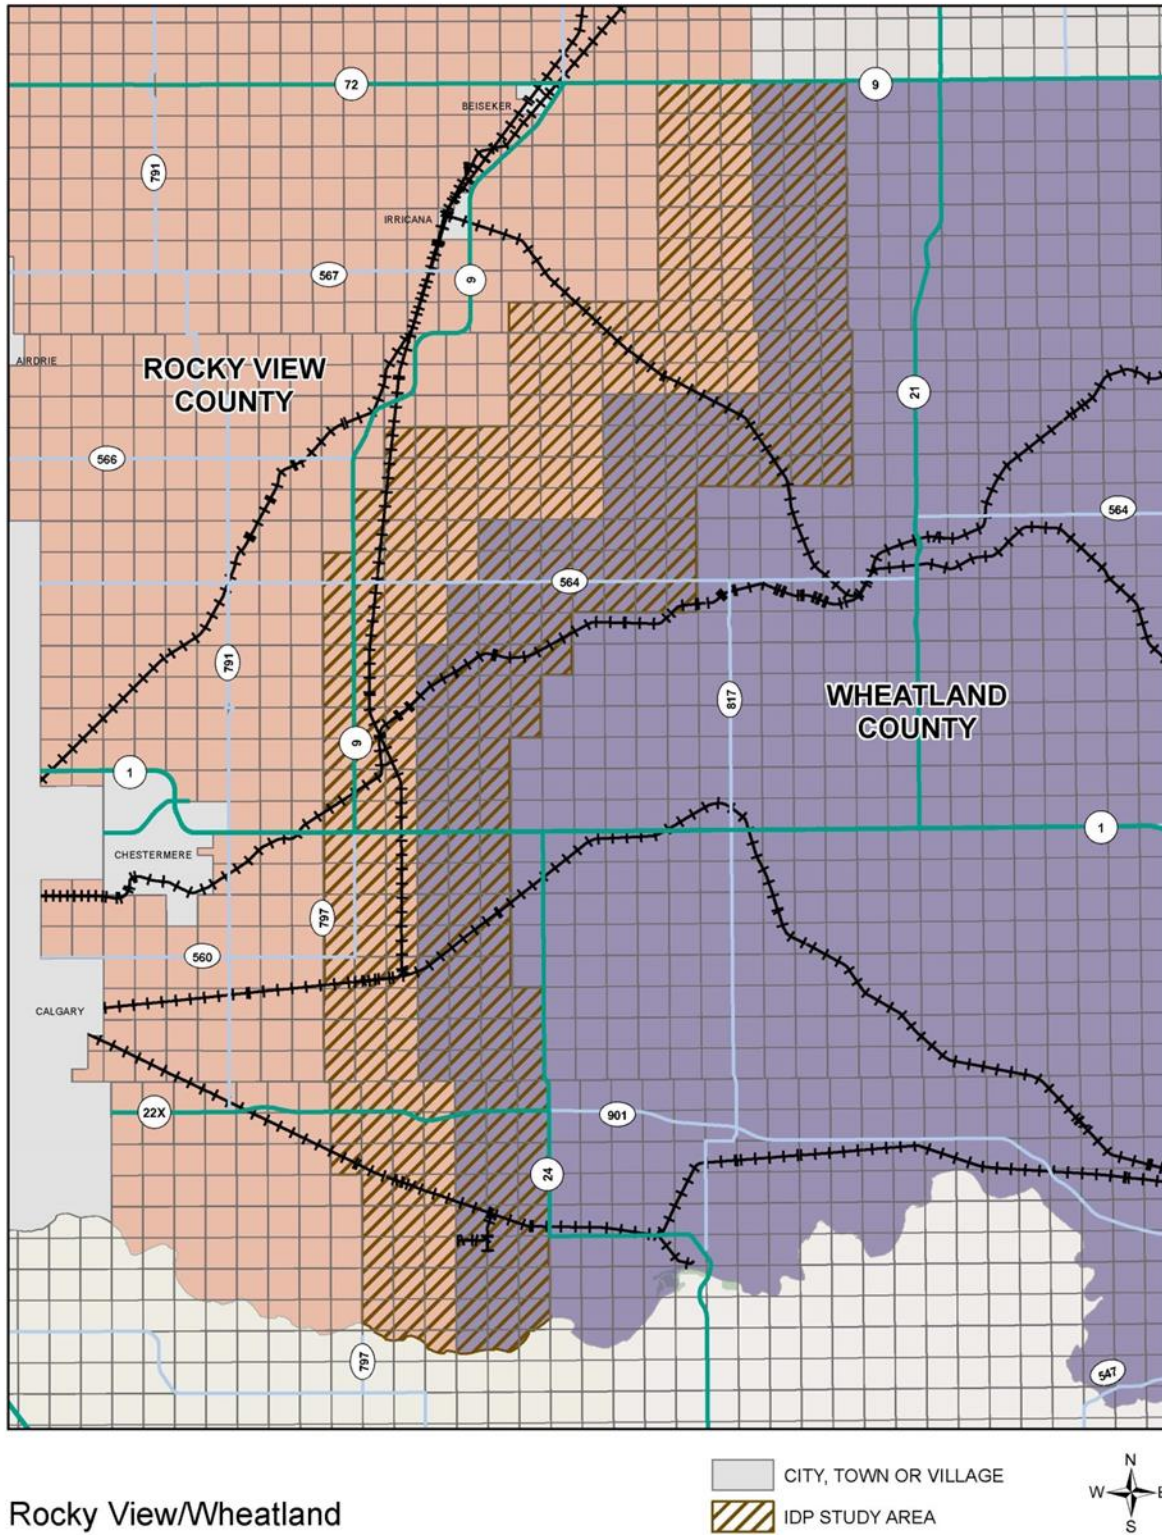 72
9
BEISEKER
791
IRRICANA
567
9
AIRDRIE
ROCKY VIEW
COUNTY
21
566
564
564
791
817
WHEATLAND
COUNTY
9
1
1
CHESTERMERE
797
560
CALGARY
22X
901
24
797
547
CITY, TOWN OR VILLAGE
IDP STUDY AREA
Rocky View/Wheatland
N
W
E
S